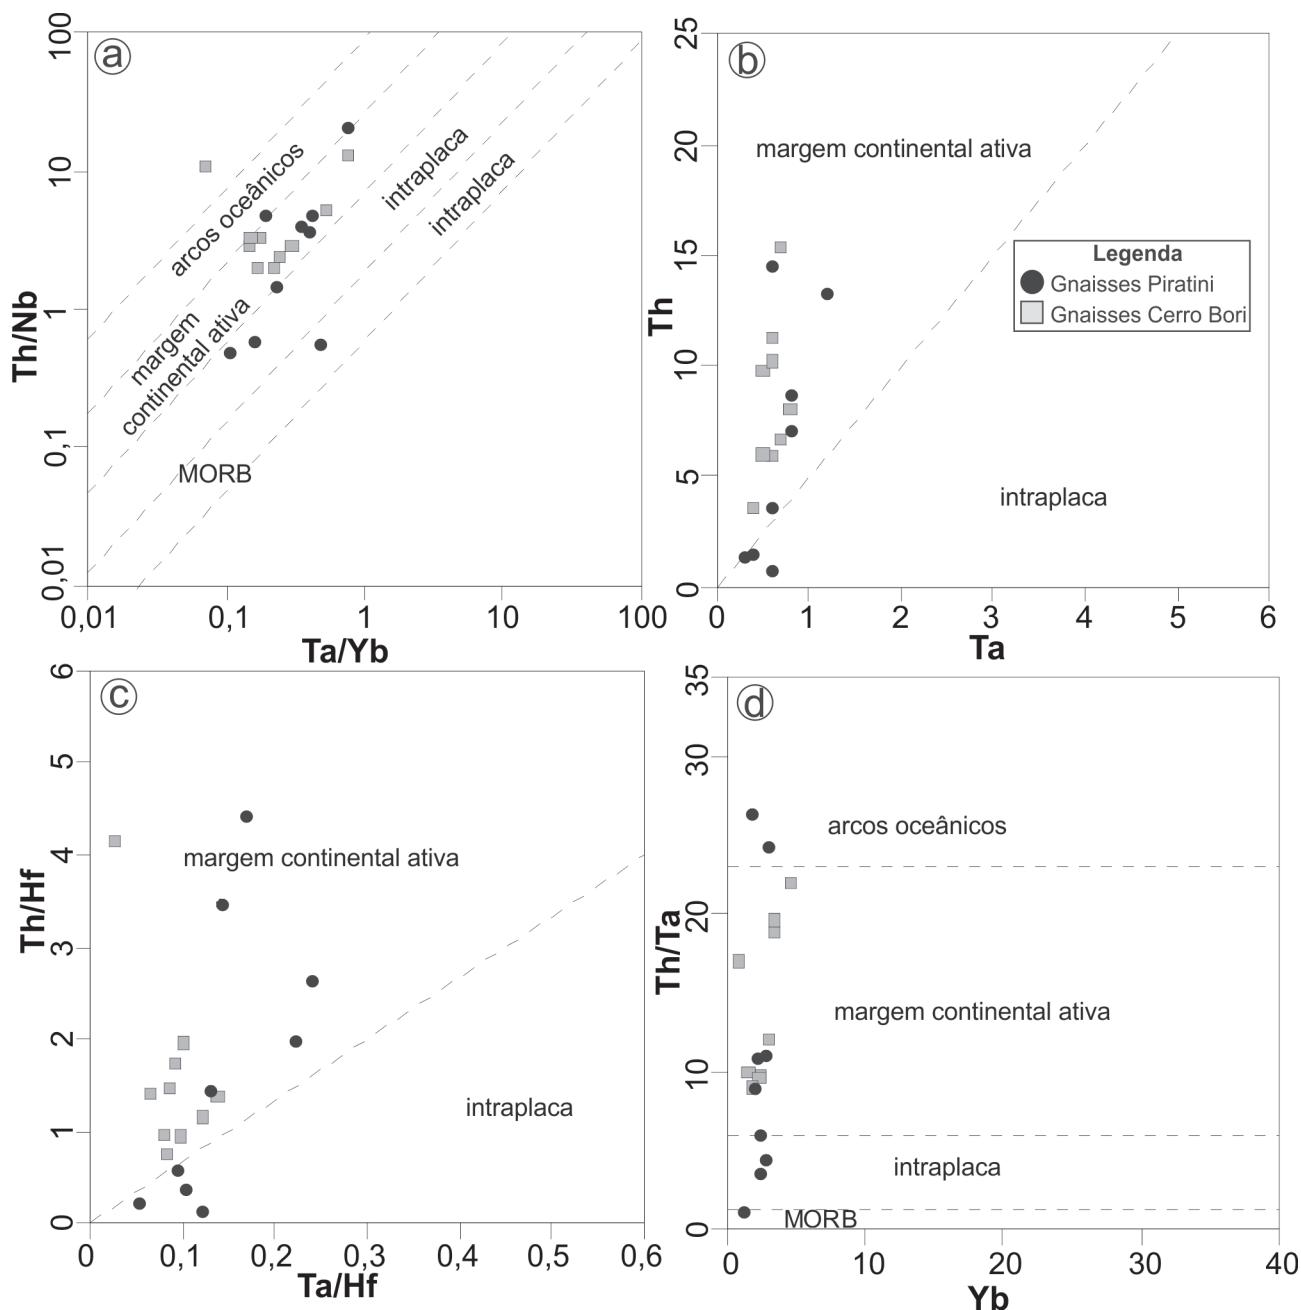 a
100
10
1
0,1
0,01
Th/Nb
arcos oceânicos
margem
continental ativa
intraplaca
intraplaca
MORB
0,01
0,1
1
10
100
Ta/Yb
b
25
20
15
10
5
0
Th
margem continental ativa
Legenda
Gnaisses Piratini
Gnaisses Cerro Bori
intraplaca
0
1
2
3
4
5
6
Ta
c
6
5
4
3
2
1
0
Th/Hf
margem continental ativa
intraplaca
0
0,1
0,2
0,3
0,4
0,5
0,6
Ta/Hf
d
35
30
20
10
0
Th/Ta
arcos oceânicos
margem continental ativa
intraplaca
MORB
0
10
20
30
40
Yb